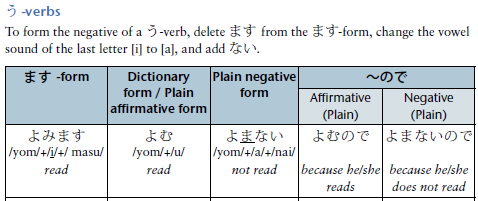 う-verbs
To form the negative of a う-verb, delete ます from the ます-form, change the vowel
sound of the last letter [i] to [a], and add ない.
ます -form
Dictionary
form / Plain
affirmative form
Plain negative
form
～ので
Affirmative
(Plain)
Negative
(Plain)
よみます
/yom/+/i/+/ masu/
read
よむ
/yom/+/u/
read
よまない
/yom/+/a/+/nai/
not read
よむので
because he/she
reads
よまないので
because he/she
does not read